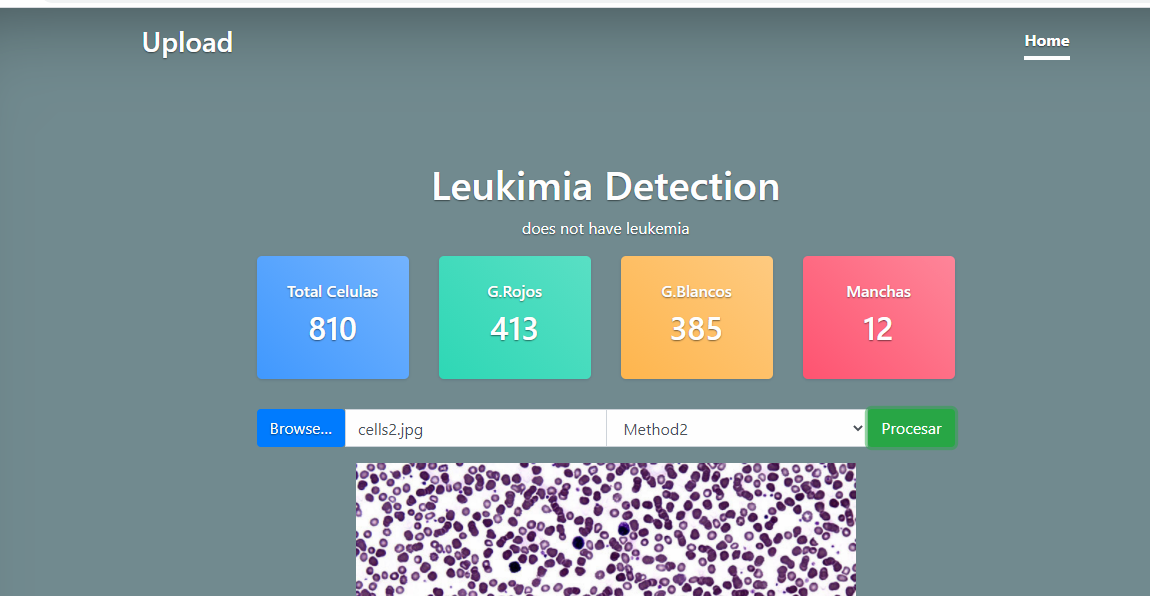 Upload
Home
Leukimia Detection
does not have leukemia
Total Celulas
810
G.Rojos
413
G.Blancos
385
Manchas
12
Browse...
cells2.jpg
Method2
Procesar